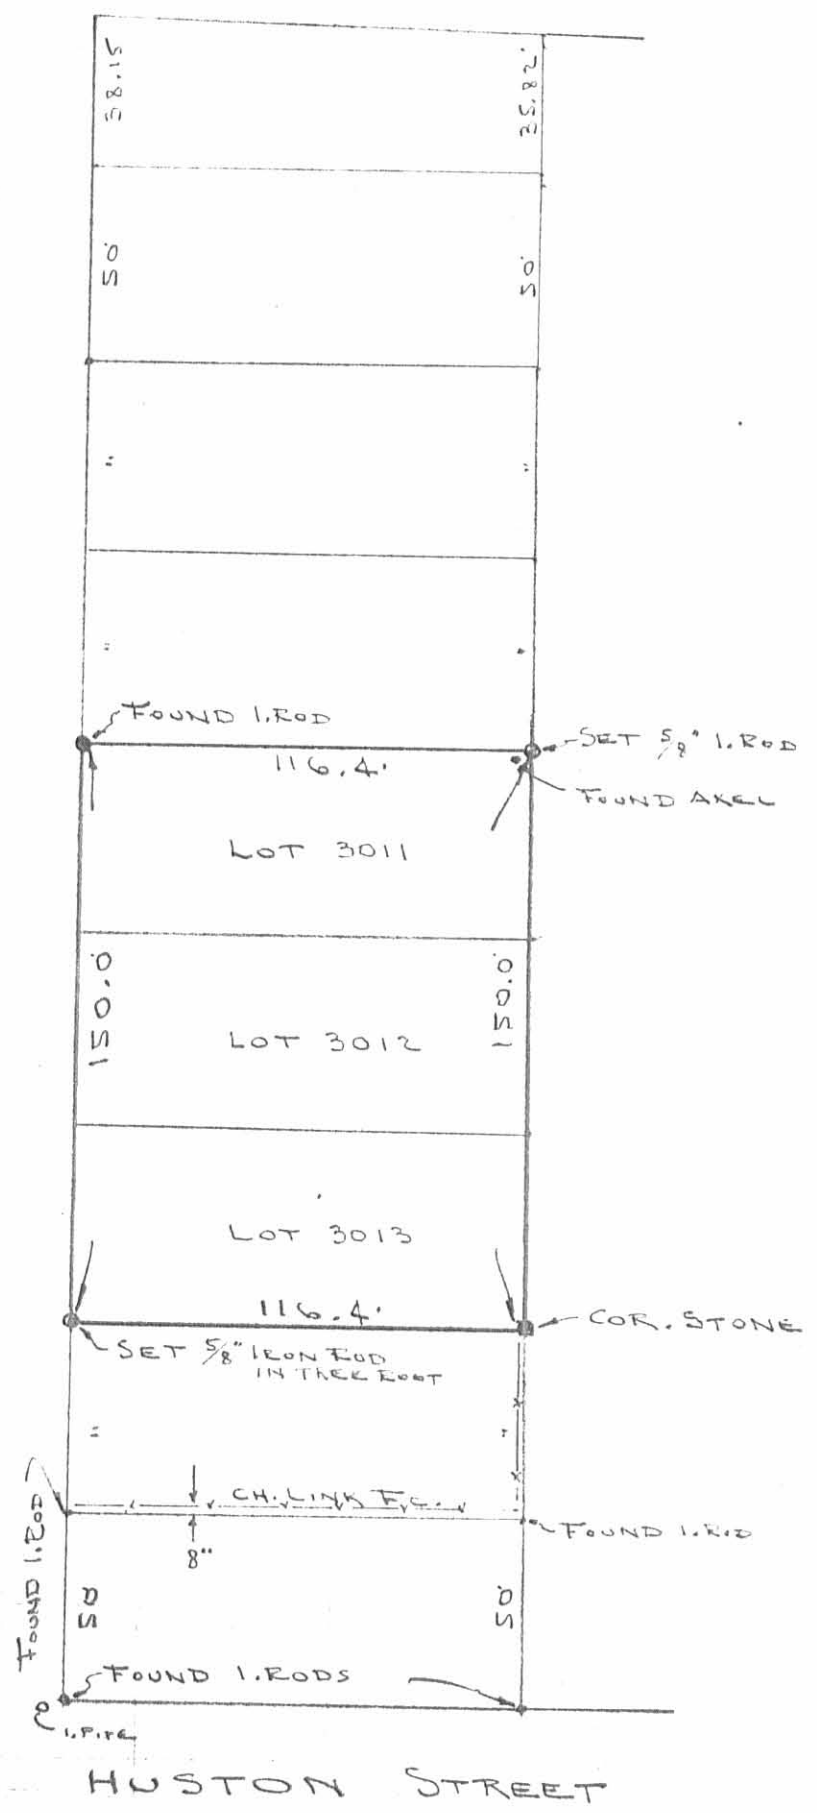 38.15
35.82'
50'
50'
"
"
"
FOUND I.ROD
SET 5/8" I.ROD
116.4'
FOUND AXEL
LOT 3011
150.0
150.0'
LOT 3012
LOT 3013
116.4'
COR. STONE
SET 5/8" IRON ROD
IN TREE ROOT
"
"
CH.LINK F.C.
FOUND I.ROD
FOUND I.ROD
8"
50
50
FOUND I.RODS
I.PIPE
HUSTON STREET